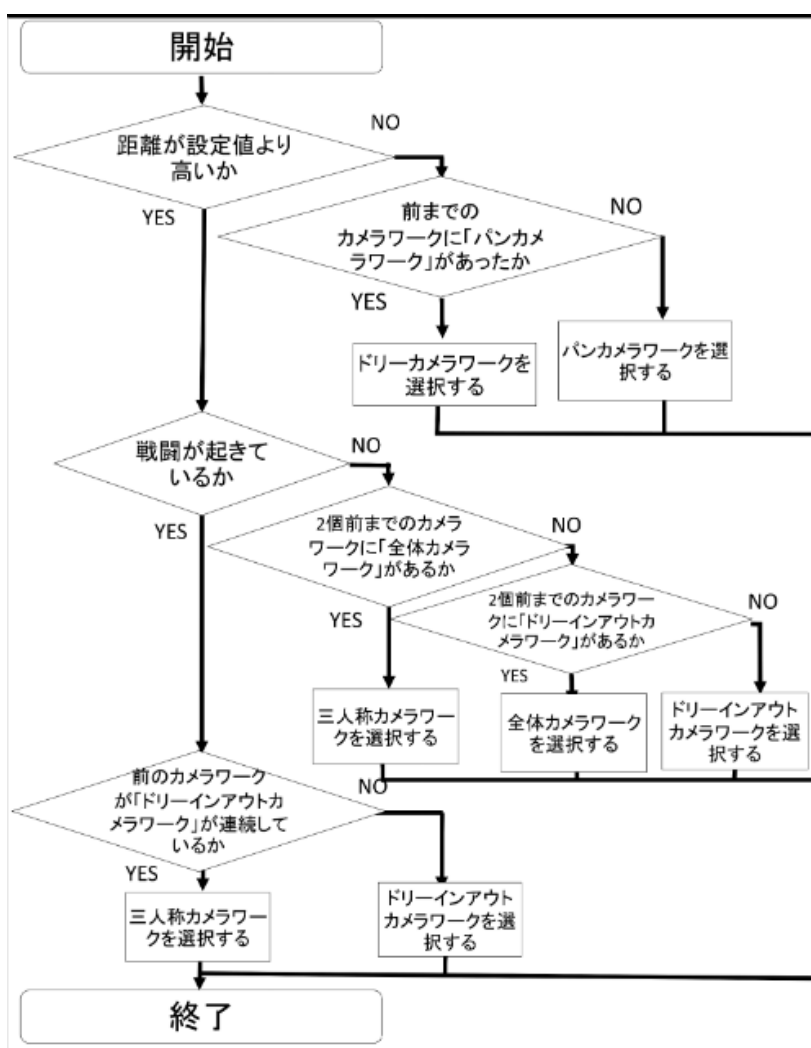 開始
距離が設定値より
高いか
NO
YES
前までの
カメラワークに「パンカメ
ラワーク」があったか
NO
YES
ドリーカメラワークを
選択する
パンカメラワークを選
択する
戦闘が起きて
いるか
NO
YES
2個前までのカメラ
ワークに「全体カメラ
ワーク」があるか
NO
YES
2個前までのカメラワーク
に「ドリーインアウトカ
メラワーク」があるか
NO
YES
三人称カメラワー
クを選択する
全体カメラワーク
を選択する
ドリーインアウト
カメラワークを選
択する
前のカメラワーク
が「ドリーインアウトカ
メラワーク」が連続して
いるか
NO
YES
三人称カメラワー
クを選択する
ドリーインアウト
カメラワークを選
択する
終了